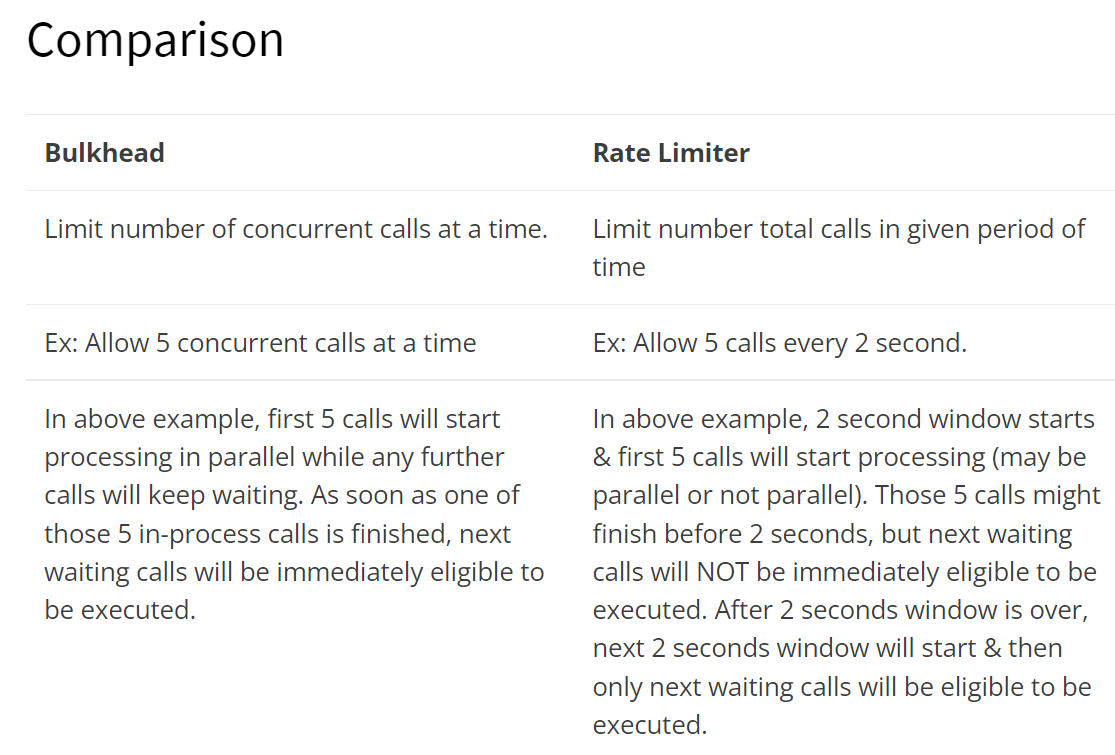 Comparison
Bulkhead
Rate Limiter
Limit number of concurrent calls at a time.
Limit number total calls in given period of
time
Ex: Allow 5 concurrent calls at a time
Ex: Allow 5 calls every 2 second.
In above example, first 5 calls will start
processing in parallel while any further
calls will keep waiting. As soon as one of
those 5 in-process calls is finished, next
waiting calls will be immediately eligible to
be executed.
In above example, 2 second window starts
& first 5 calls will start processing (may be
parallel or not parallel). Those 5 calls might
finish before 2 seconds, but next waiting
calls will NOT be immediately eligible to be
executed. After 2 seconds window is over,
next 2 seconds window will start & then
only next waiting calls will be eligible to be
executed.